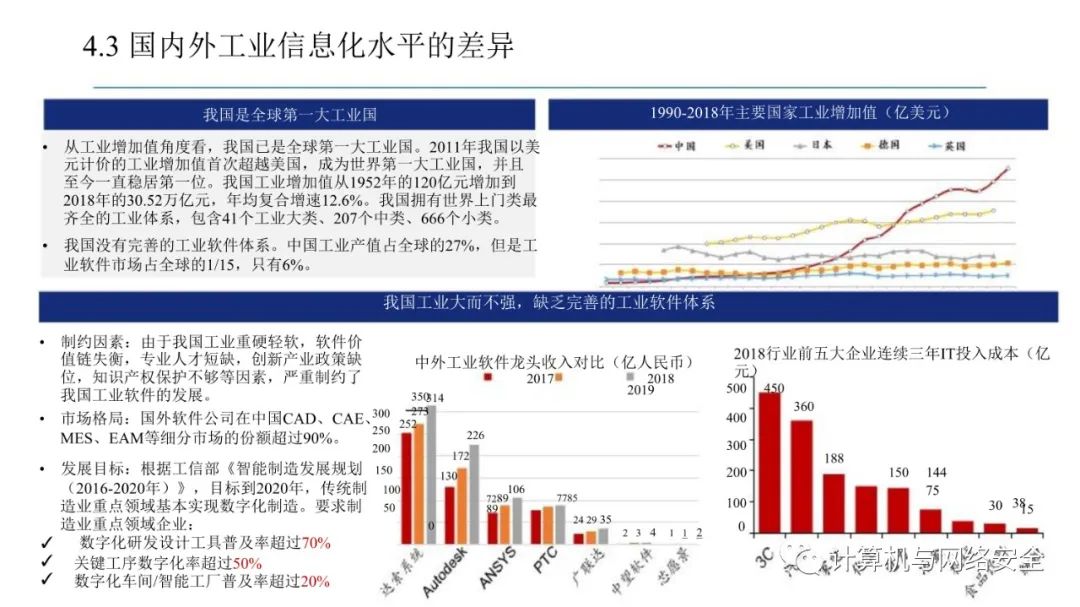 4.3 国内外工业信息化水平的差异
我国是全球第一大工业国
• 从工业增加值角度看，我国已是全球第一大工业国。2011年我国以美
元计价的工业增加值首次超越美国，成为世界第一大工业国，并且
至今一直稳居第一位。我国工业增加值从1952年的120亿元增加到
2018年的30.52万亿元，年均复合增速12.6%。我国拥有世界上门类最
齐全的工业体系，包含41个工业大类、207个中类、666个小类。
• 我国没有完善的工业软件体系。中国工业产值占全球的27%，但是工
业软件市场占全球的1/15，只有6%。
1990-2018年主要国家工业增加值（亿美元）
中国 美国 日本 德国 英国
我国工业大而不强，缺乏完善的工业软件体系
• 制约因素：由于我国工业重硬轻软，软件价
值链失衡，专业人才短缺，创新产业政策缺
位，知识产权保护不够等因素，严重制约了
我国工业软件的发展。
• 市场格局：国外软件公司在中国CAD、CAE、
MES、EAM等细分市场的份额超过90%。
• 发展目标：根据工信部《智能制造发展规划
（2016-2020年）》，目标到2020年，传统制
造业重点领域基本实现数字化制造。要求制
造业重点领域企业：
✓ 数字化研发设计工具普及率超过70%
✓ 关键工序数字化率超过50%
✓ 数字化车间/智能工厂普及率超过20%
中外工业软件龙头收入对比（亿人民币）
2017 2018
2019
350 314
300 252 273
250 226
200 172
150 130 106
100 72 89 77 85
50 89 24 29 35
0 2 3 4 1 1 2
达索系统 Autodesk ANSYS PTC 广联达 中望软件 芯愿景
2018行业前五大企业连续三年IT投入成本（亿
元）
500 450
400 360
300
200 188 150 144
100 75 30 38 15
0
3C
计算机与网络安全